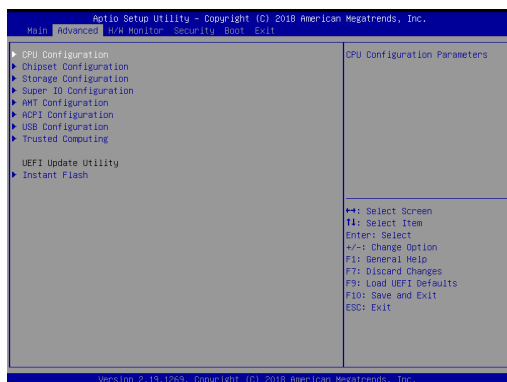 Aptio Setup Utility – Copyright (C) 2018 American Megatrends, Inc.
Main Advanced H/W Monitor Security Boot Exit
CPU Configuration
Chipset Configuration
Storage Configuration
Super IO Configuration
AMT Configuration
ACPI Configuration
USB Configuration
Trusted Computing
UEFI Update Utility
Instant Flash
CPU Configuration Parameters
↔: Select Screen
↑↓: Select Item
Enter: Select
+/-: Change Option
F1: General Help
F7: Discard Changes
F9: Load UEFI Defaults
F10: Save and Exit
ESC: Exit
Version 2.19.1269. Copyright (C) 2018 American Megatrends, Inc.